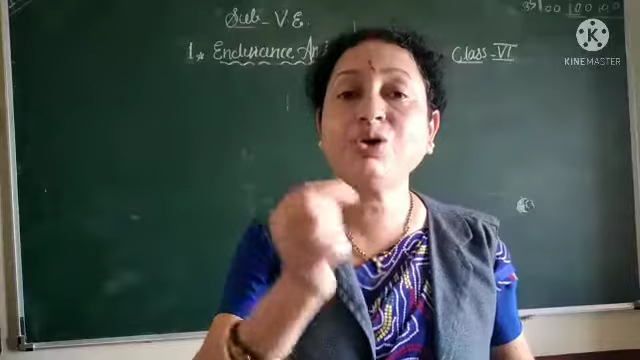 Sub - V.E.
1.* Endurance
Class - VI
K
KINEMASTER